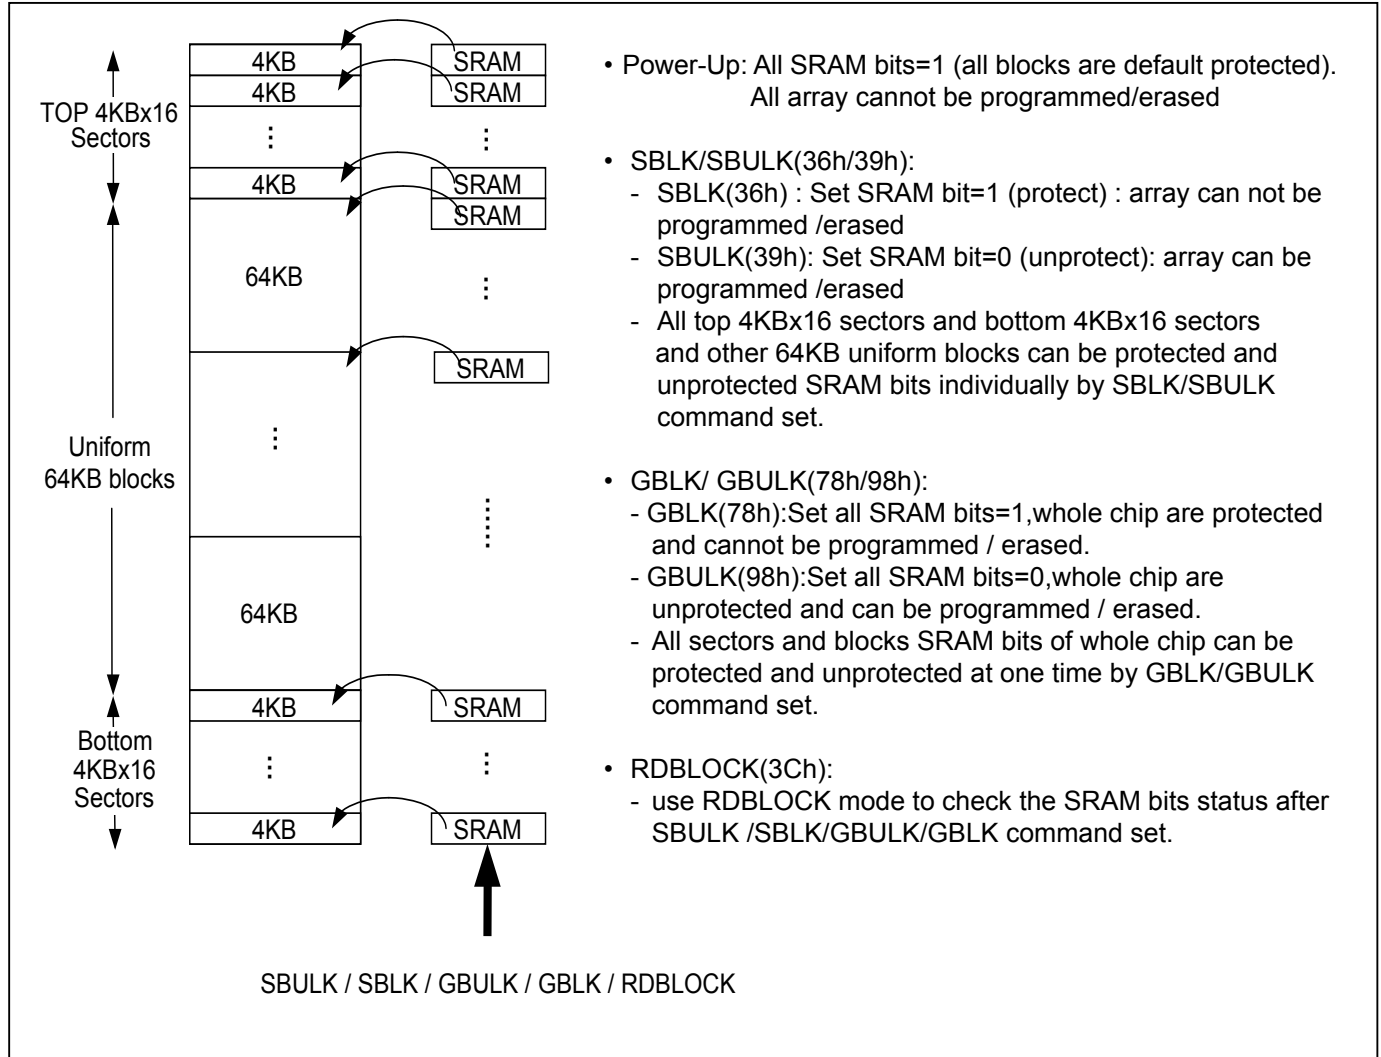 4KB
SRAM
4KB
SRAM
TOP 4KBx16
Sectors
⋮
⋮
4KB
SRAM
SRAM
64KB
⋮
SRAM
Uniform
64KB blocks
⋮
⋮
64KB
4KB
SRAM
Bottom
4KBx16
Sectors
⋮
⋮
4KB
SRAM
SBULK / SBLK / GBULK / GBLK / RDBLOCK
• Power-Up: All SRAM bits=1 (all blocks are default protected).
All array cannot be programmed/erased
• SBLK/SBULK(36h/39h):
- SBLK(36h) : Set SRAM bit=1 (protect) : array can not be
programmed /erased
- SBULK(39h): Set SRAM bit=0 (unprotect): array can be
programmed /erased
- All top 4KBx16 sectors and bottom 4KBx16 sectors
and other 64KB uniform blocks can be protected and
unprotected SRAM bits individually by SBLK/SBULK
command set.
• GBLK/ GBULK(78h/98h):
- GBLK(78h):Set all SRAM bits=1,whole chip are protected
and cannot be programmed / erased.
- GBULK(98h):Set all SRAM bits=0,whole chip are
unprotected and can be programmed / erased.
- All sectors and blocks SRAM bits of whole chip can be
protected and unprotected at one time by GBLK/GBULK
command set.
• RDBLOCK(3Ch):
- use RDBLOCK mode to check the SRAM bits status after
SBULK /SBLK/GBULK/GBLK command set.